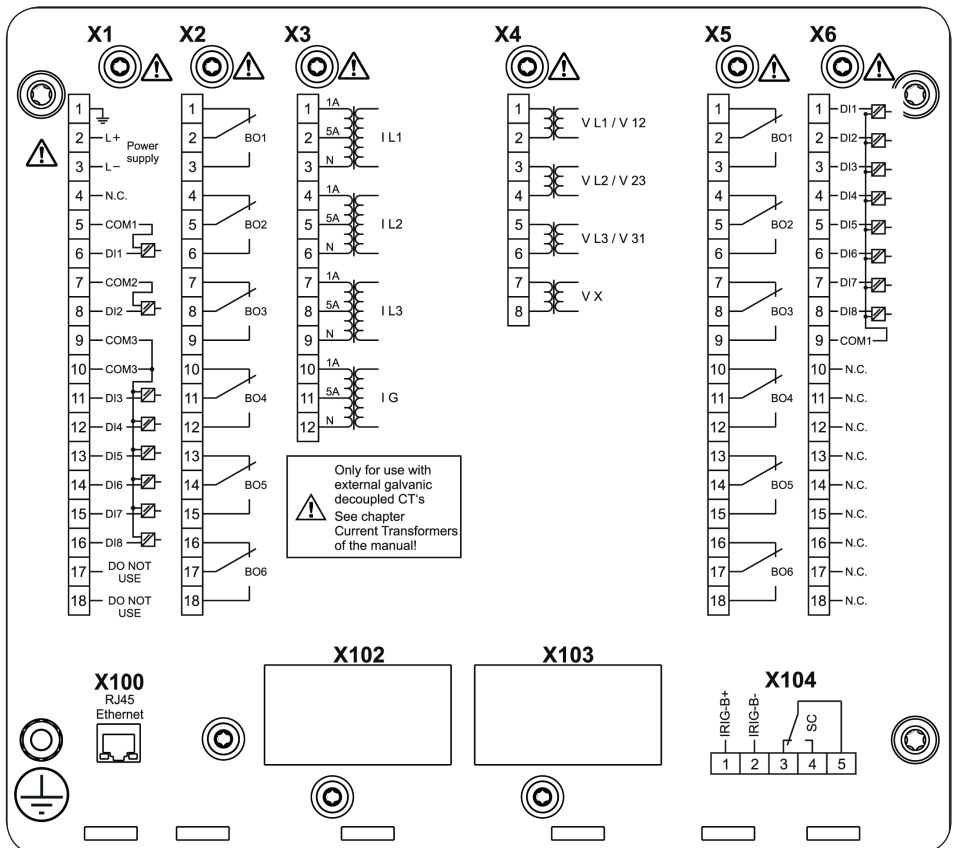 X1 X2 X3 X4 X5 X6
1
2 L+
3 L−
Power
supply
4 N.C.
5 COM1
6 DI1
7 COM2
8 DI2
9 COM3
10 COM3
11 DI3
12 DI4
13 DI5
14 DI6
15 DI7
16 DI8
17 DO NOT
USE
18 DO NOT
USE
1
2 BO1
3
4
5 BO2
6
7
8 BO3
9
10
11 BO4
12
13
14 BO5
15
16
17 BO6
18
1 1A
2 5A I L1
3 N
4 1A
5 5A I L2
6 N
7 1A
8 5A I L3
9 N
10 1A
11 5A I G
12 N
Only for use with
external galvanic
decoupled CT's
See chapter
Current Transformers
of the manual!
1
V L1 / V 12
2
3
V L2 / V 23
4
5
V L3 / V 31
6
7
V X
8
1
2 BO1
3
4
5 BO2
6
7
8 BO3
9
10
11 BO4
12
13
14 BO5
15
16
17 BO6
18
1 DI1
2 DI2
3 DI3
4 DI4
5 DI5
6 DI6
7 DI7
8 DI8
9 COM1
10 N.C.
11 N.C.
12 N.C.
13 N.C.
14 N.C.
15 N.C.
16 N.C.
17 N.C.
18 N.C.
X100
RJ45
Ethernet
X102
X103
X104
IRIG-B+
IRIG-B-
SC
1 2 3 4 5